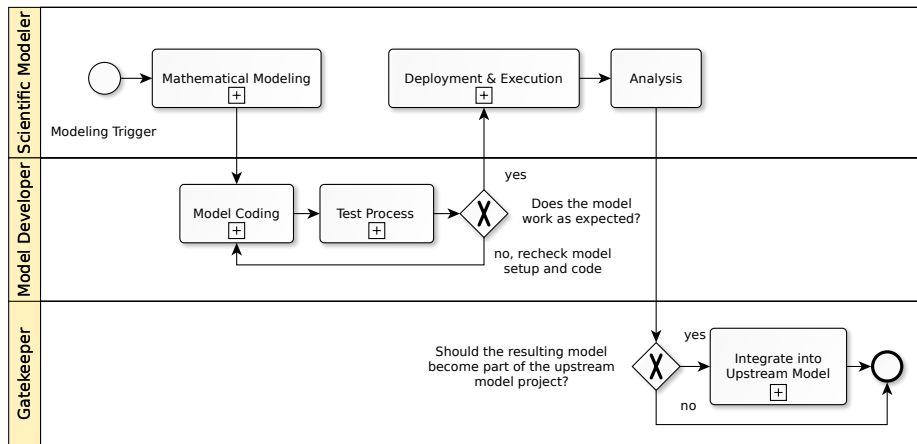 Scientific Modeler
Mathematical Modeling
Deployment & Execution
Analysis
Modeling Trigger
Model Developer
Model Coding
Test Process
yes
Does the model
work as expected?
no, recheck model
setup and code
Gatekeeper
Should the resulting model
become part of the upstream
model project?
yes
Integrate into
Upstream Model
no